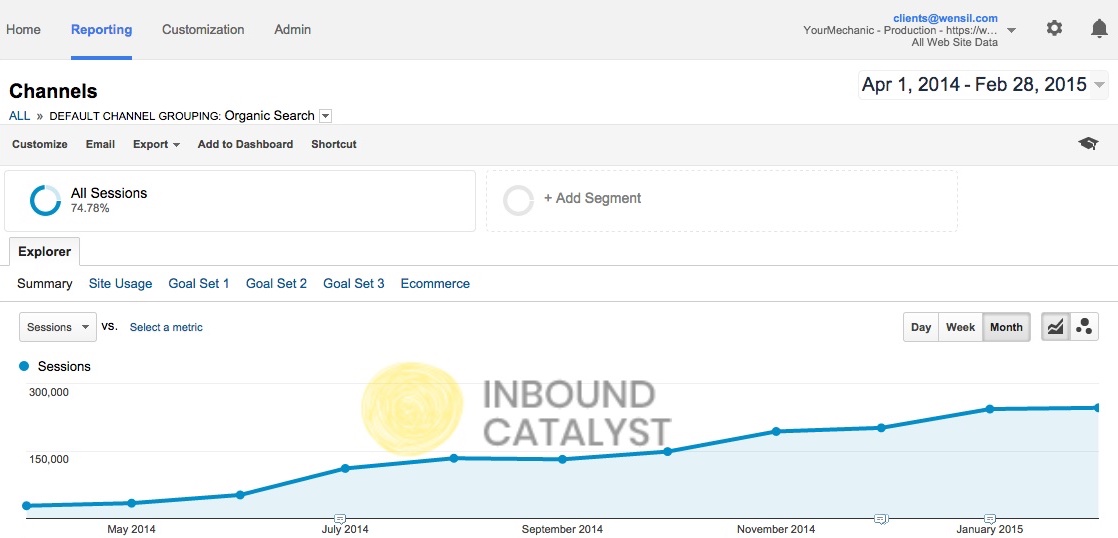 Home Reporting Customization Admin
clients@wensil.com
YourMechanic - Production - https://w...
All Web Site Data
Channels
Apr 1, 2014 - Feb 28, 2015
ALL » DEFAULT CHANNEL GROUPING: Organic Search
Customize Email Export Add to Dashboard Shortcut
All Sessions
74.78%
+ Add Segment
Explorer
Summary Site Usage Goal Set 1 Goal Set 2 Goal Set 3 Ecommerce
Sessions vs. Select a metric Day Week Month
Sessions
300,000
INBOUND
CATALYST
150,000
May 2014 July 2014 September 2014 November 2014 January 2015